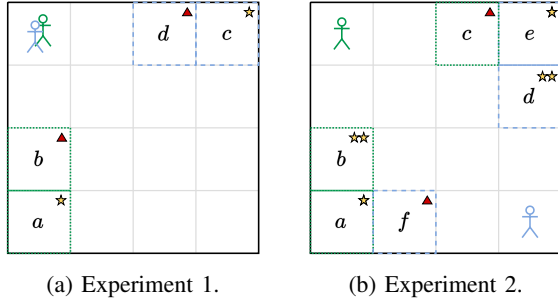 d c c e
d
b b
a a f
(a) Experiment 1. (b) Experiment 2.